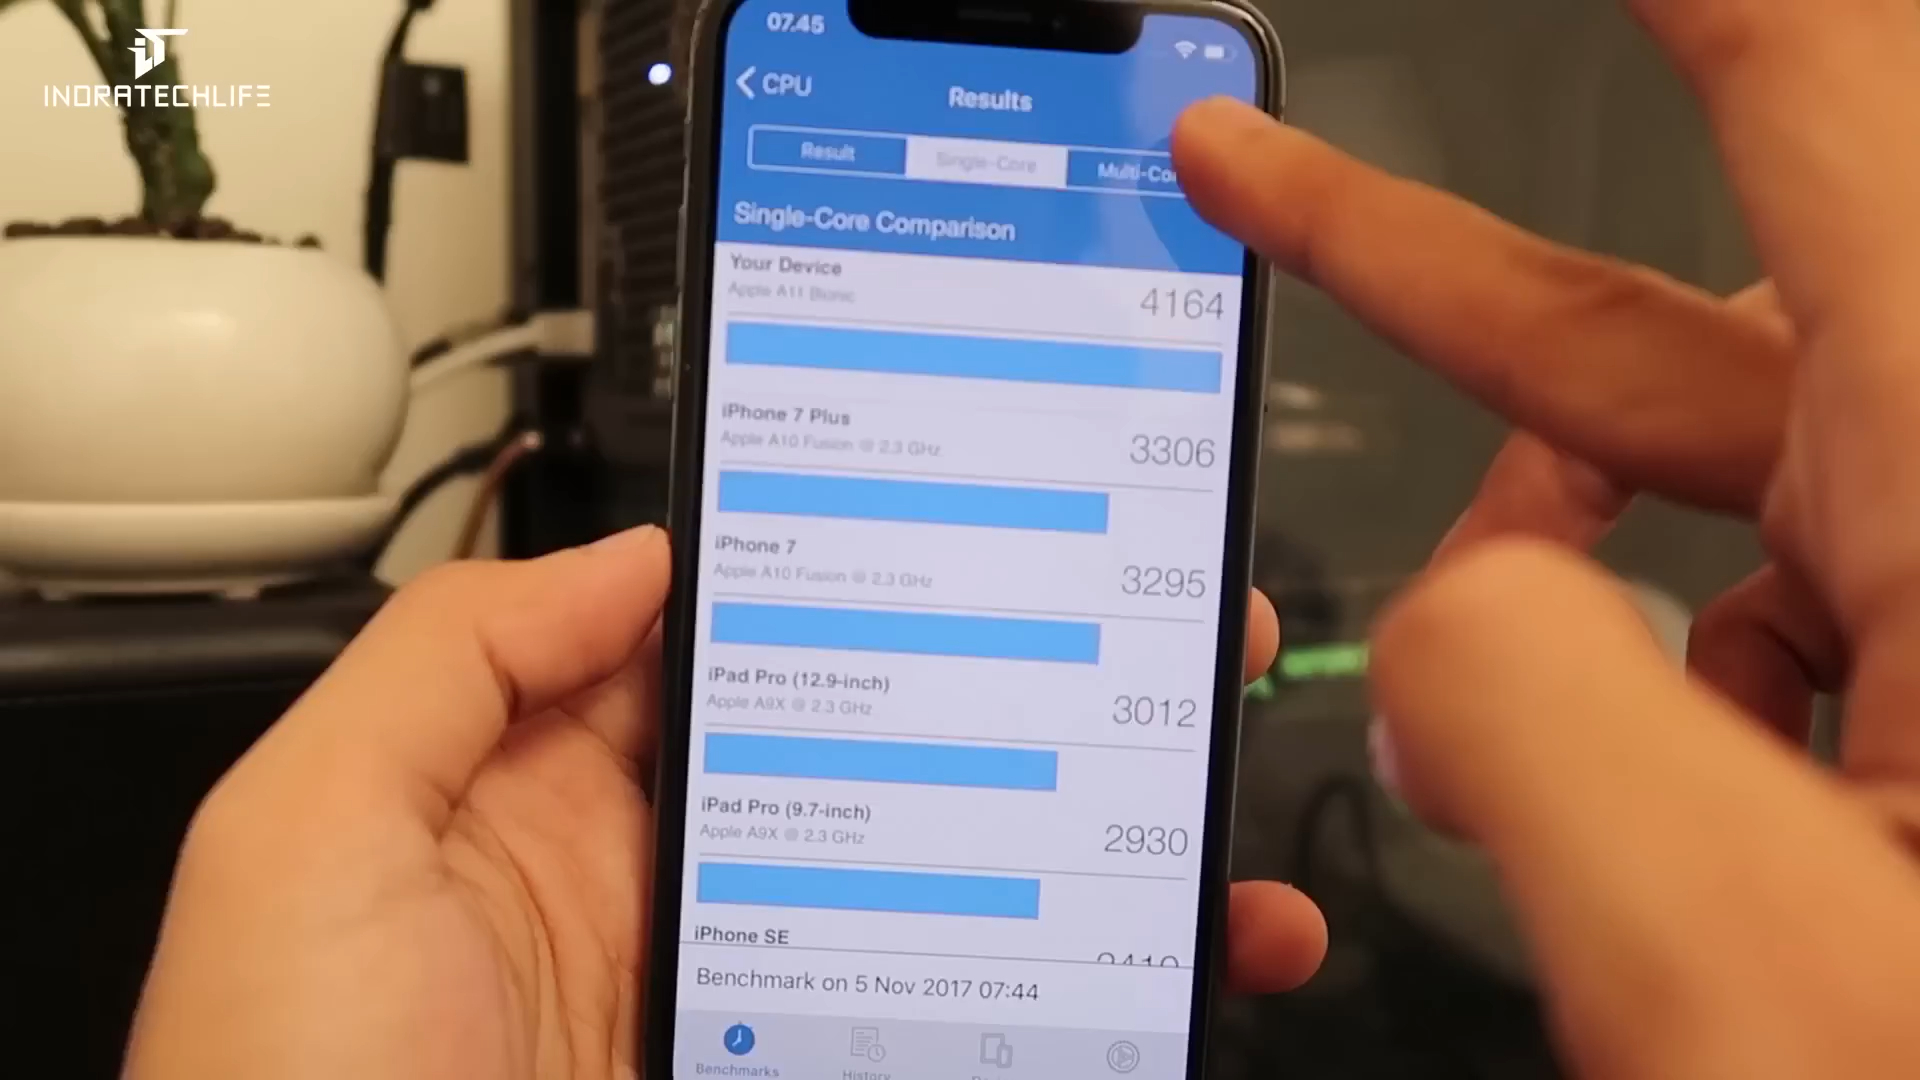 INDRATECHLIFE
07.45
CPU
Results
Result
Single-Core
Single-Core Comparison
Your Device
4164
Apple A11 Bionic
iPhone 7 Plus
3306
Apple A10 Fusion @ 2.3 GHz
iPhone 7
3295
Apple A10 Fusion @ 2.3 GHz
iPad Pro (12.9-inch)
3012
Apple A9X @ 2.3 GHz
iPad Pro (9.7-inch)
2930
Apple A9X @ 2.3 GHz
iPhone SE
Benchmark on 5 Nov 2017 07:44
Benchmarks
History